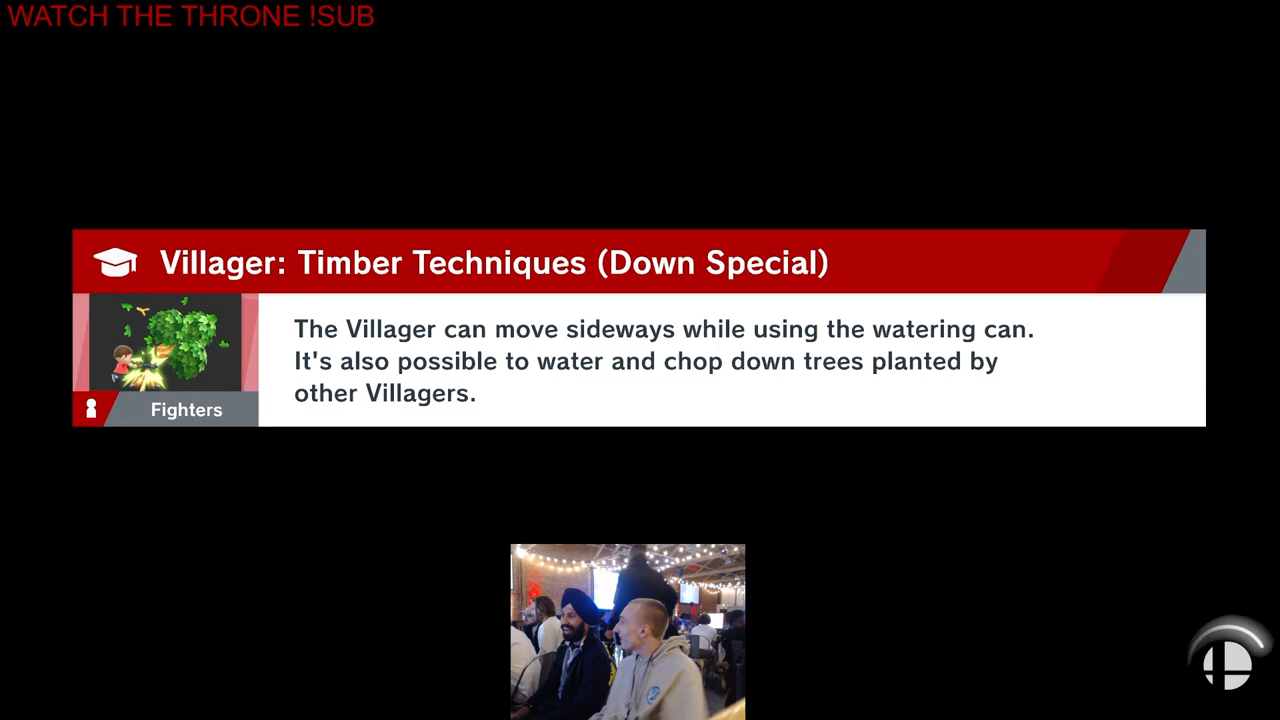 WATCH THE THRONE !SUB
Villager: Timber Techniques (Down Special)
The Villager can move sideways while using the watering can.
It's also possible to water and chop down trees planted by
other Villagers.
Fighters